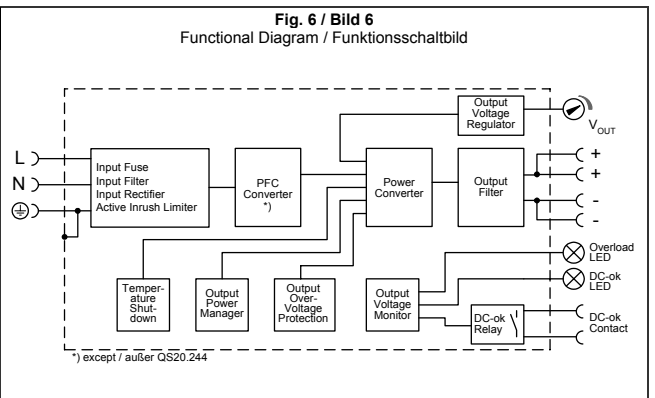 Fig. 6 / Bild 6
Functional Diagram / Funktionsschaltbild
Output
Voltage
Regulator
V OUT
L
N
Input Fuse
Input Filter
Input Rectifier
Active Inrush Limiter
PFC
Converter
*)
Power
Converter
Output
Filter
+
+
-
-
Temper-
ature
Shut-
down
Output
Power
Manager
Output
Over-
Voltage
Protection
Output
Voltage
Monitor
Overload
LED
DC-ok
LED
DC-ok
Relay
DC-ok
Contact
*) except / außer QS20.244